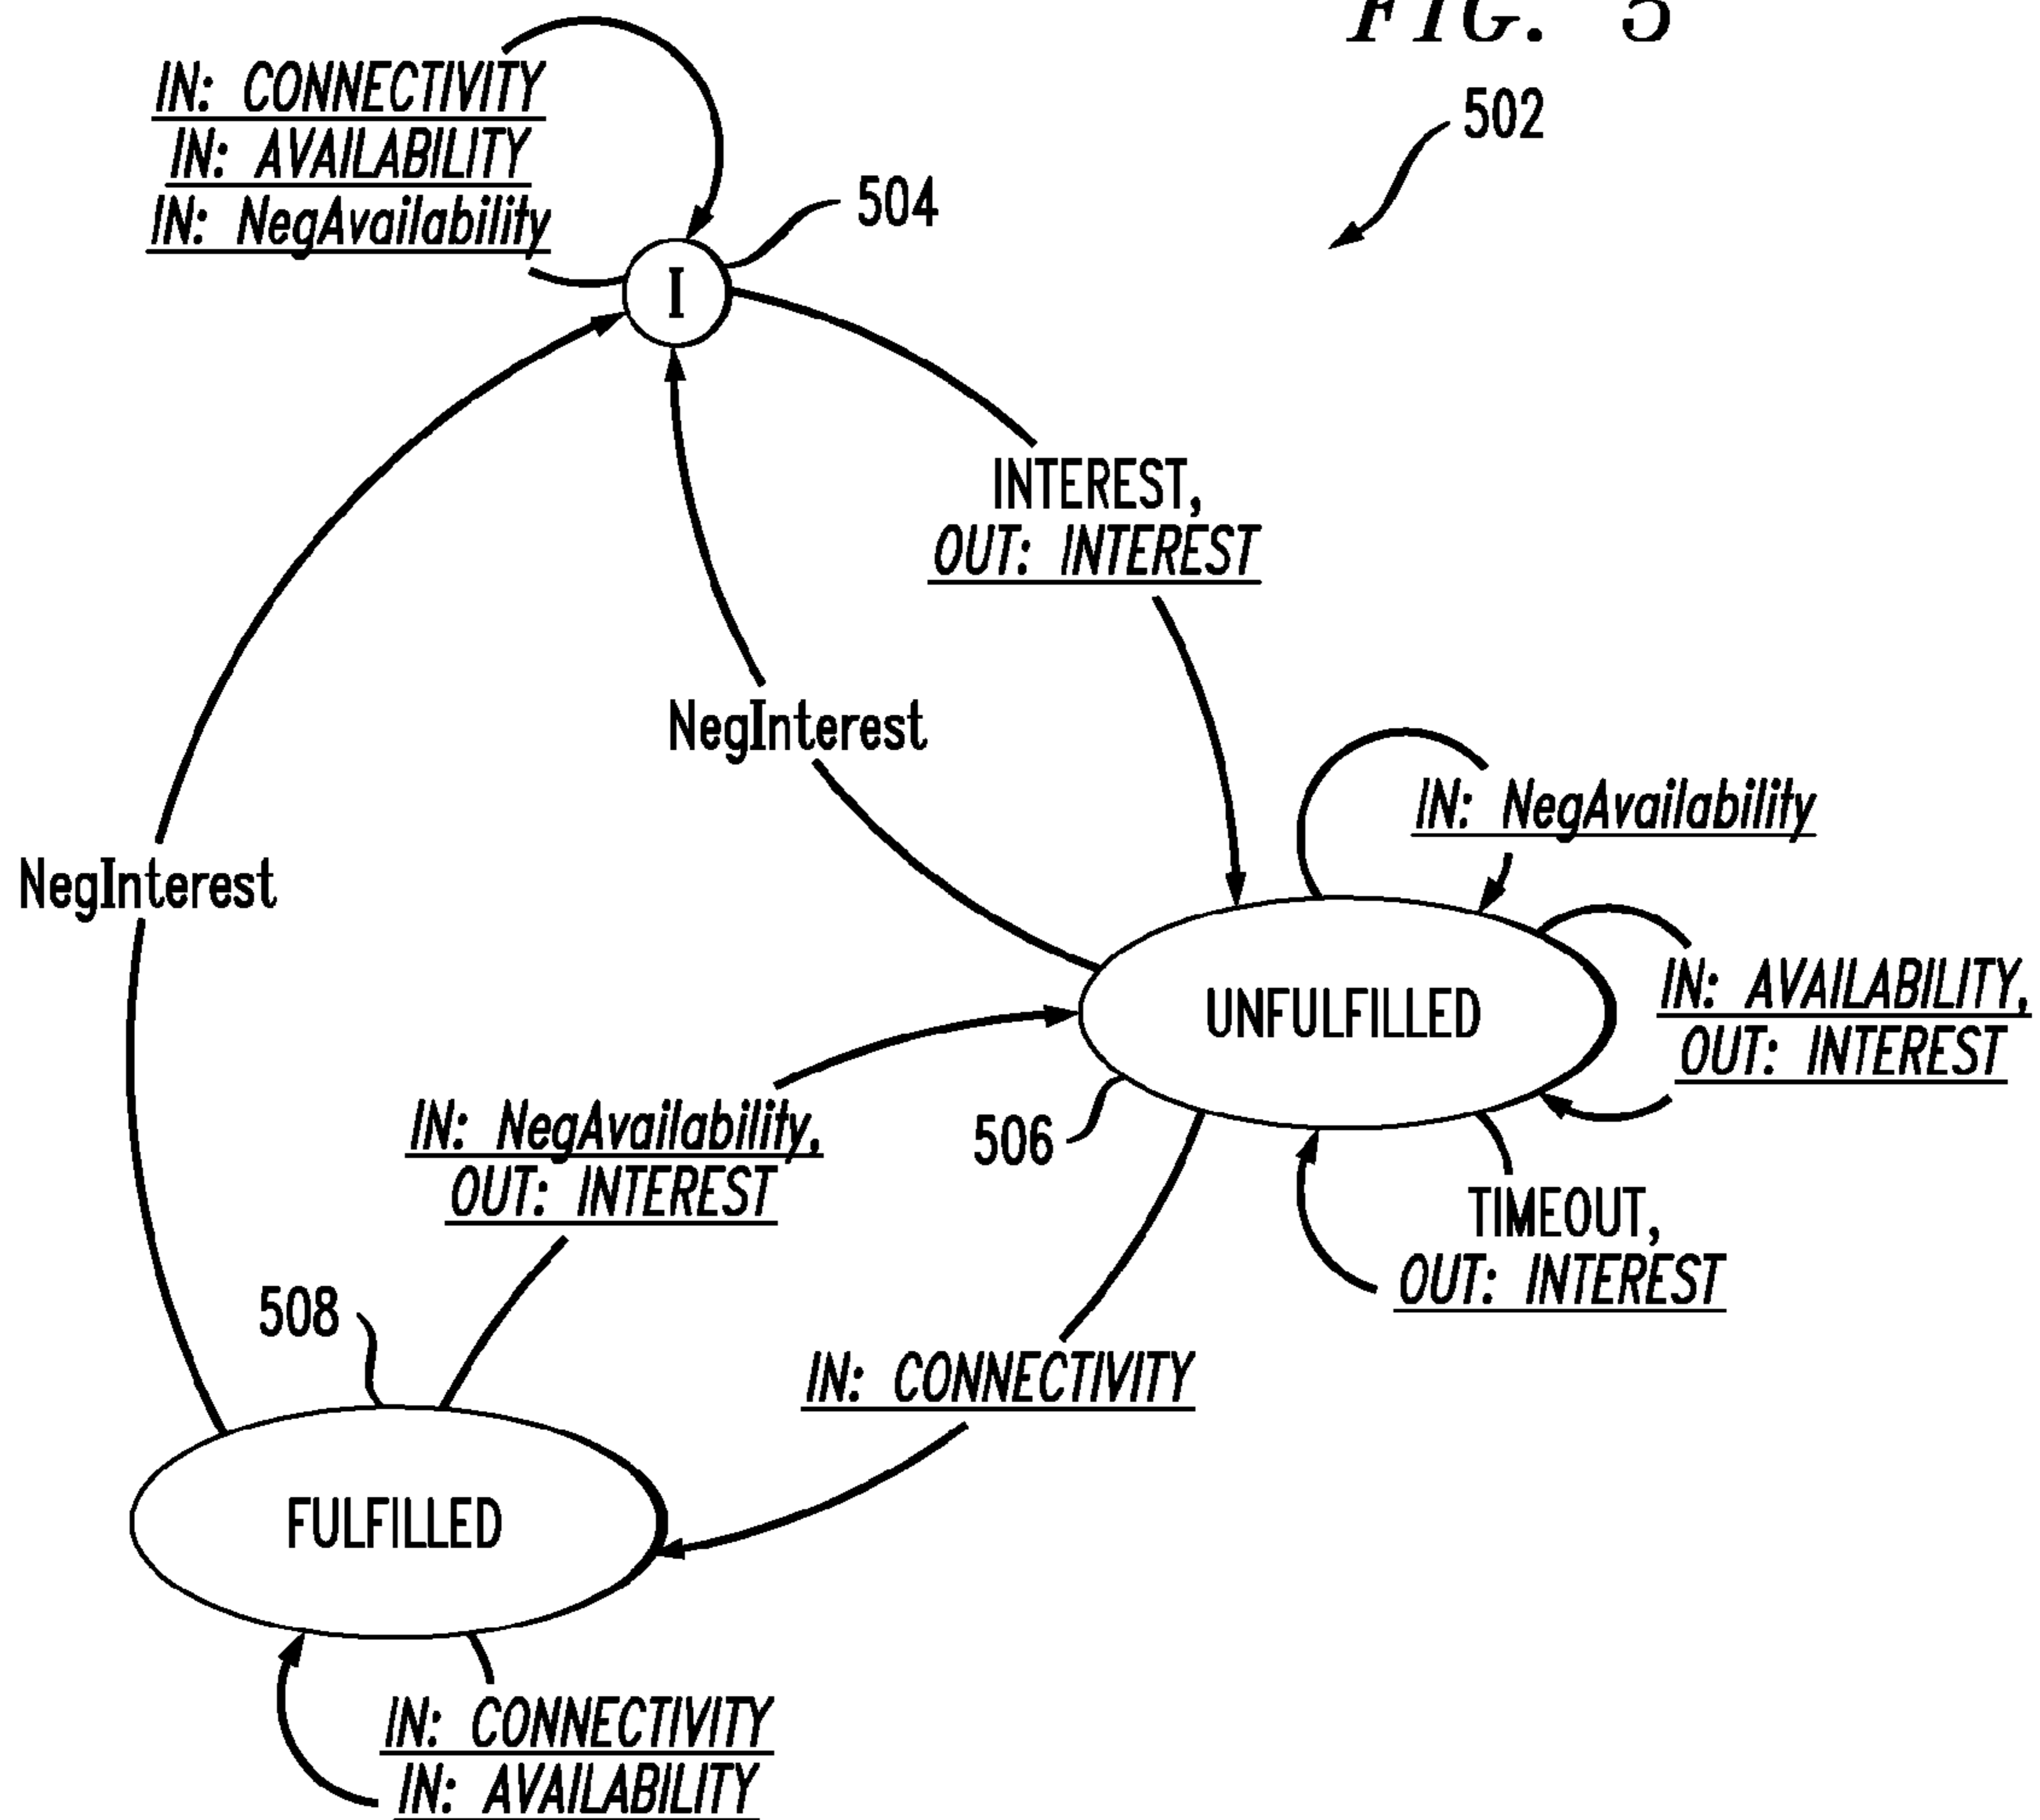 FIG. 5
502
IN: CONNECTIVITY
IN: AVAILABILITY
IN: NegAvailability
504
I
INTEREST,
OUT: INTEREST
NegInterest
IN: NegAvailability
NegInterest
IN: AVAILABILITY,
OUT: INTEREST
UNFULFILLED
506
IN: NegAvailability,
OUT: INTEREST
TIMEOUT,
OUT: INTEREST
508
IN: CONNECTIVITY
FULFILLED
IN: CONNECTIVITY
IN: AVAILABILITY